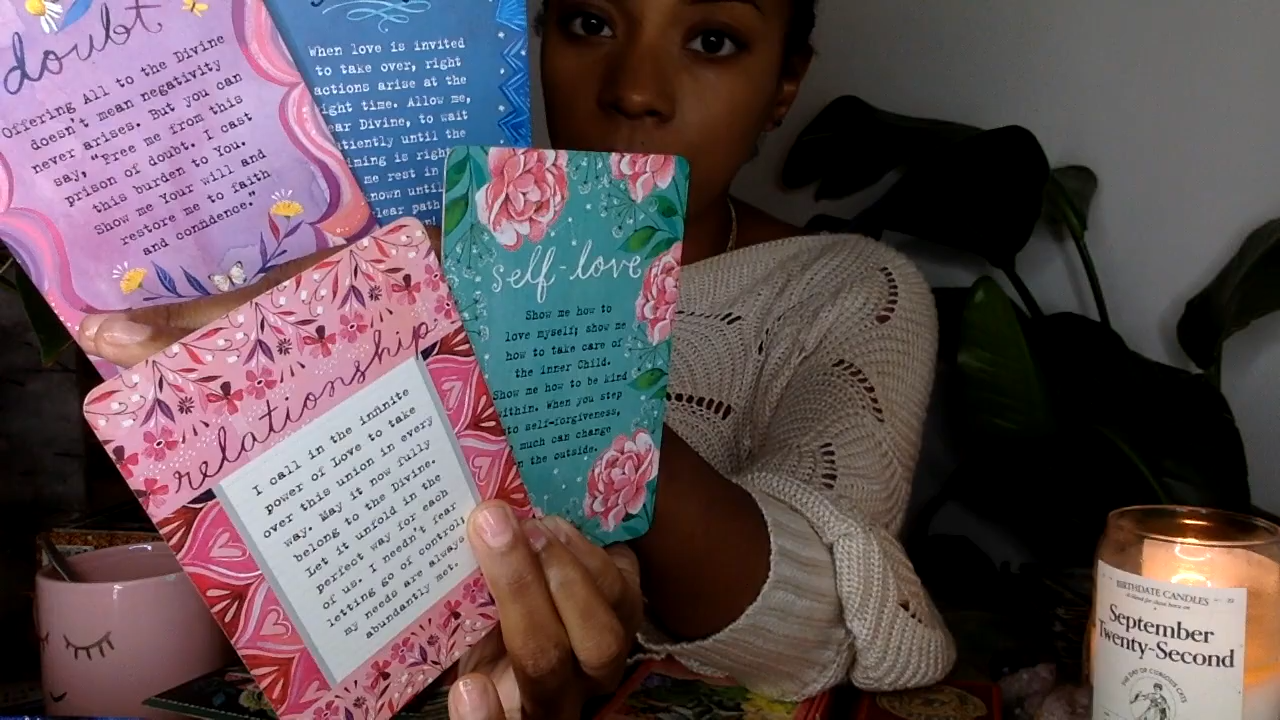 doubt
Offering All to the Divine
doesn't mean negativity
never arises. But you can
say, "Free me from this
prison of doubt. I cast
this burden to You.
Show me Your will and
restore me to faith
and confidence."
When love is invited
to take over, right
actions arise at the
right time. Allow me,
dear Divine, to wait
patiently until the
timing is right
me rest in
known until
clear path
self-love
Show me how to
love myself; show me
how to take care of
the inner Child.
Show me how to be kind
within. When you step
to self-forgiveness,
much can change
on the outside.
relationship
I call in the infinite
power of Love to take
over this union in every
way. May it now fully
belong to the Divine.
Let it unfold in the
perfect way for each
of us. I needn't fear
letting go of control;
my needs are always
abundantly met.
BIRTHDATE CANDLES
September
Twenty-Second